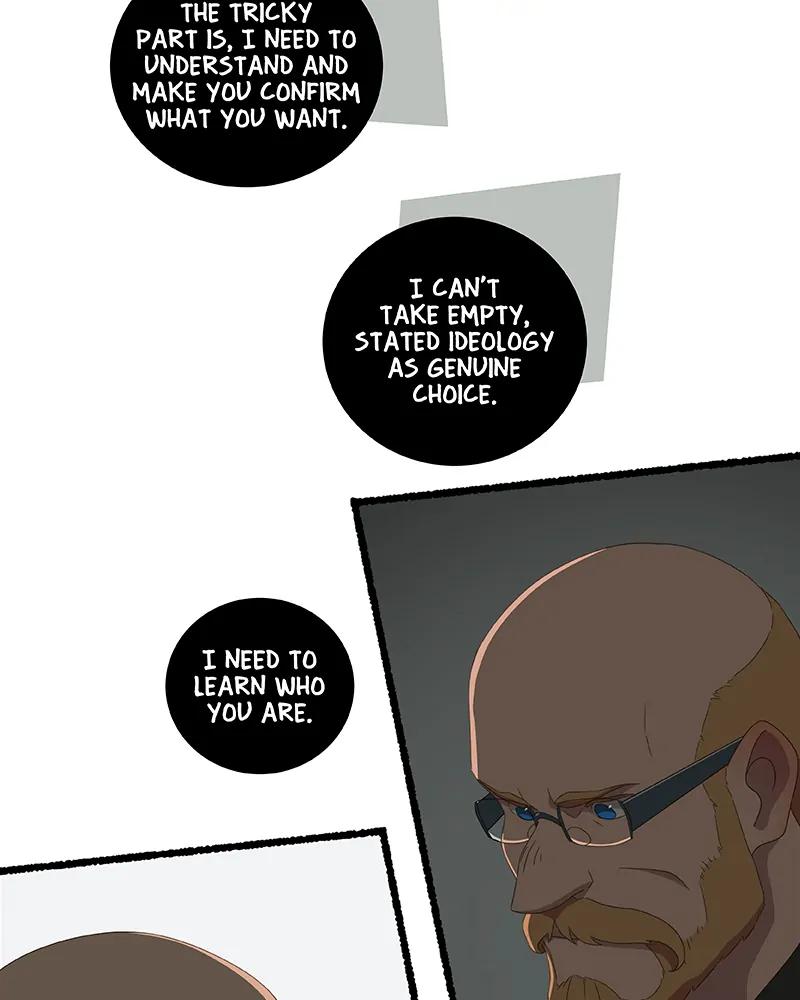 THE TRICKY
PART IS, I NEED TO
UNDERSTAND AND
MAKE YOU CONFIRM
WHAT YOU WANT.
I CAN'T
TAKE EMPTY,
STATED IDEOLOGY
AS GENUINE
CHOICE.
I NEED TO
LEARN WHO
YOU ARE.